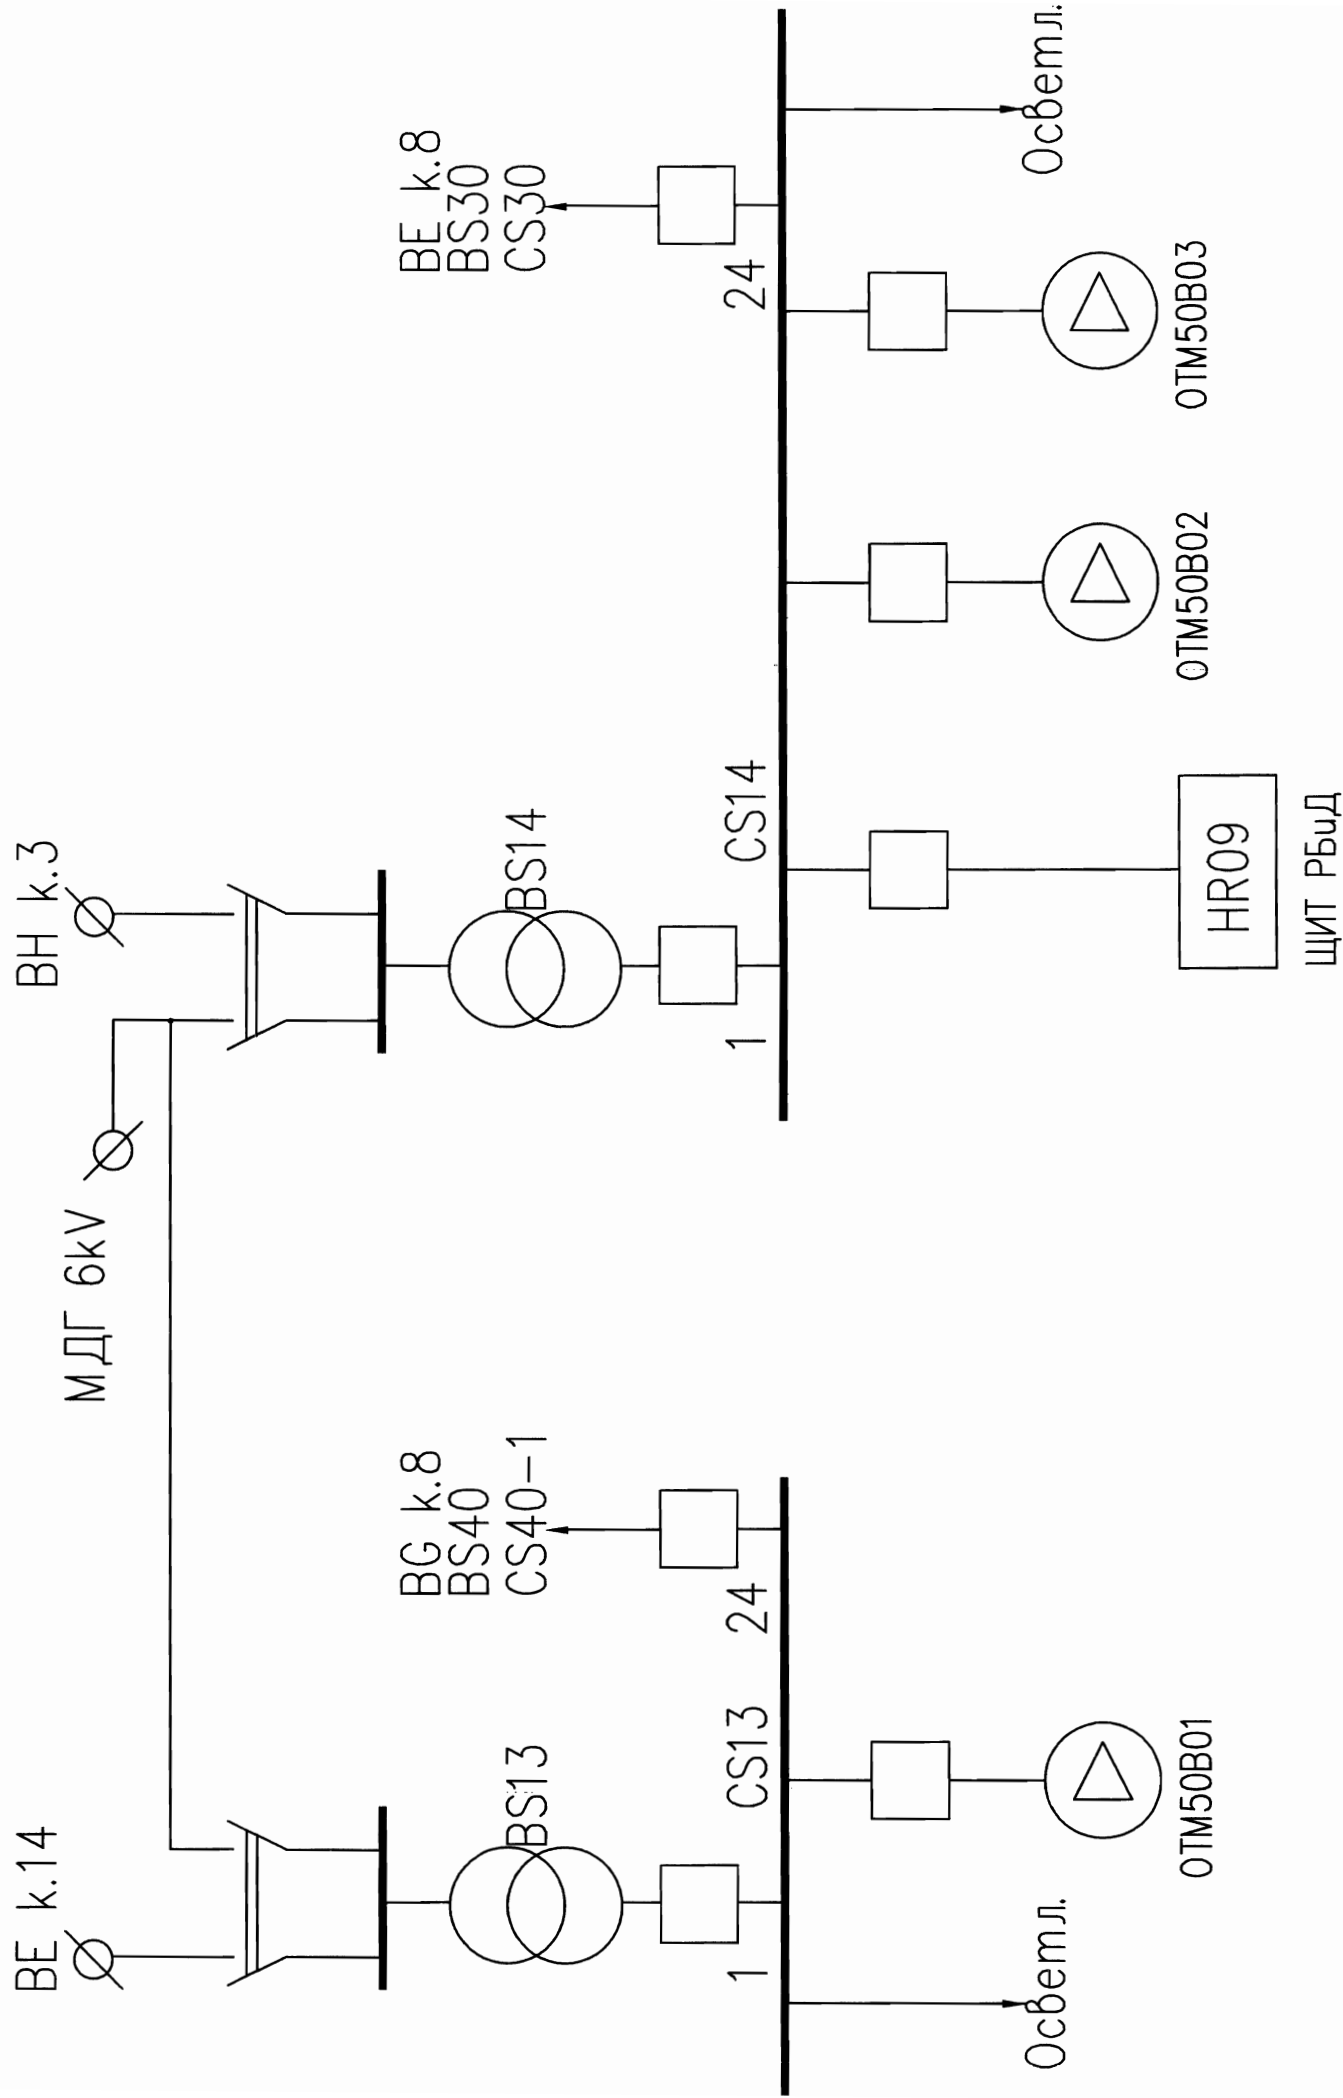 BE k.14
МДГ 6kV
BH k.3
BS13
BG k.8
BS40
CS40-1
BS14
BE k.8
BS30
CS30
1
CS13
24
1
CS14
24
Осветл.
0TM50B01
HR09
ЩИТ РБиД
0TM50B02
0TM50B03
Осветл.